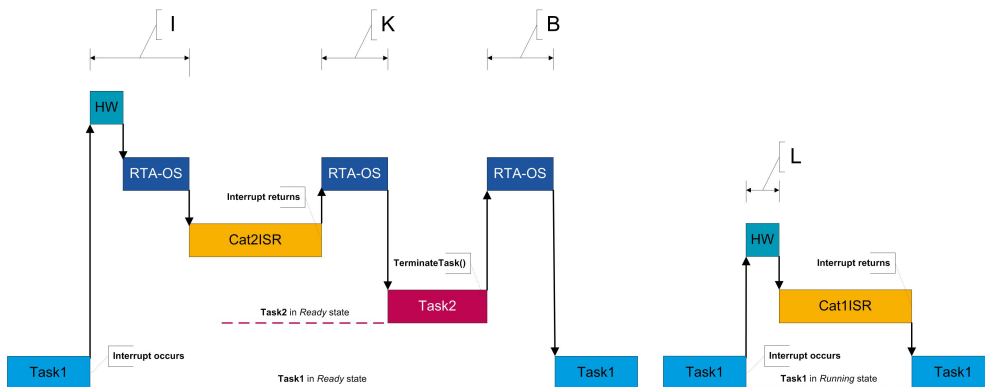 I
K
B
HW
L
RTA-OS
RTA-OS
RTA-OS
Interrupt returns
Cat2ISR
HW
TerminateTask()
Interrupt returns
Task2
Cat1ISR
Task2 in Ready state
Interrupt occurs
Interrupt occurs
Task1
Task1 in Ready state
Task1
Task1
Task1 in Running state
Task1